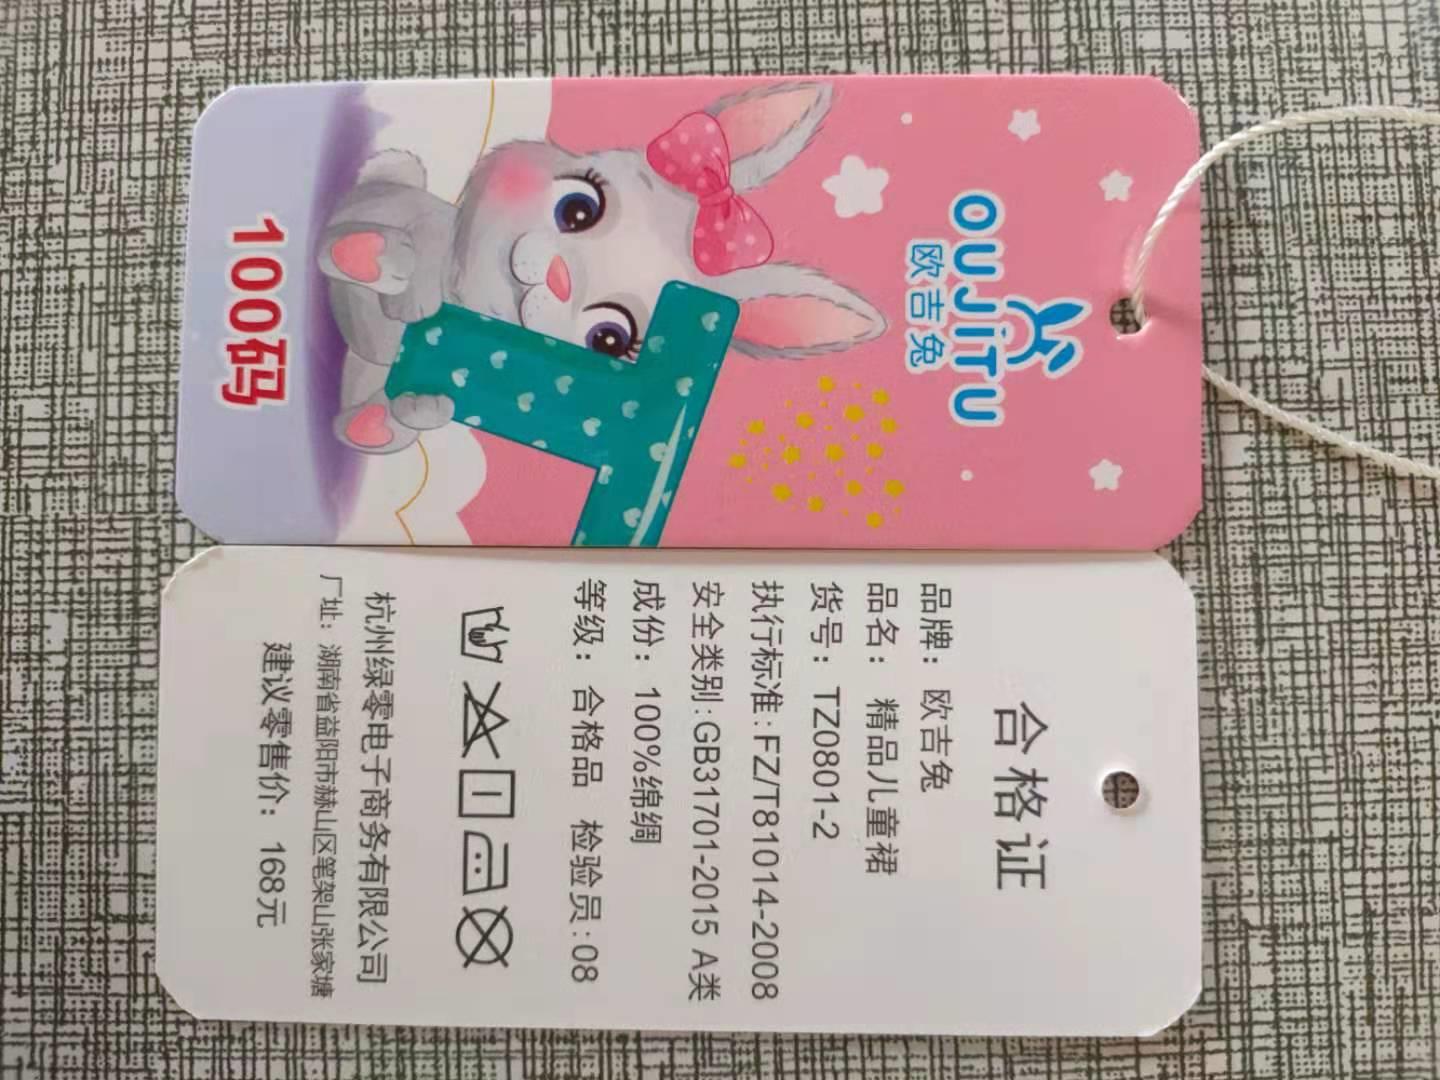 OUJiTU
欧吉兔
100码
合格证
品牌：欧吉兔
品名：精品儿童裙
货号：TZ0801-2
执行标准:FZ/T81014-2008
安全类别:GB31701-2015 A类
成份：100%绵绸
等级：合格品 检验员:08
杭州绿零电子商务有限公司
厂址：湖南省益阳市赫山区笔架山张家塘
建议零售价：168元